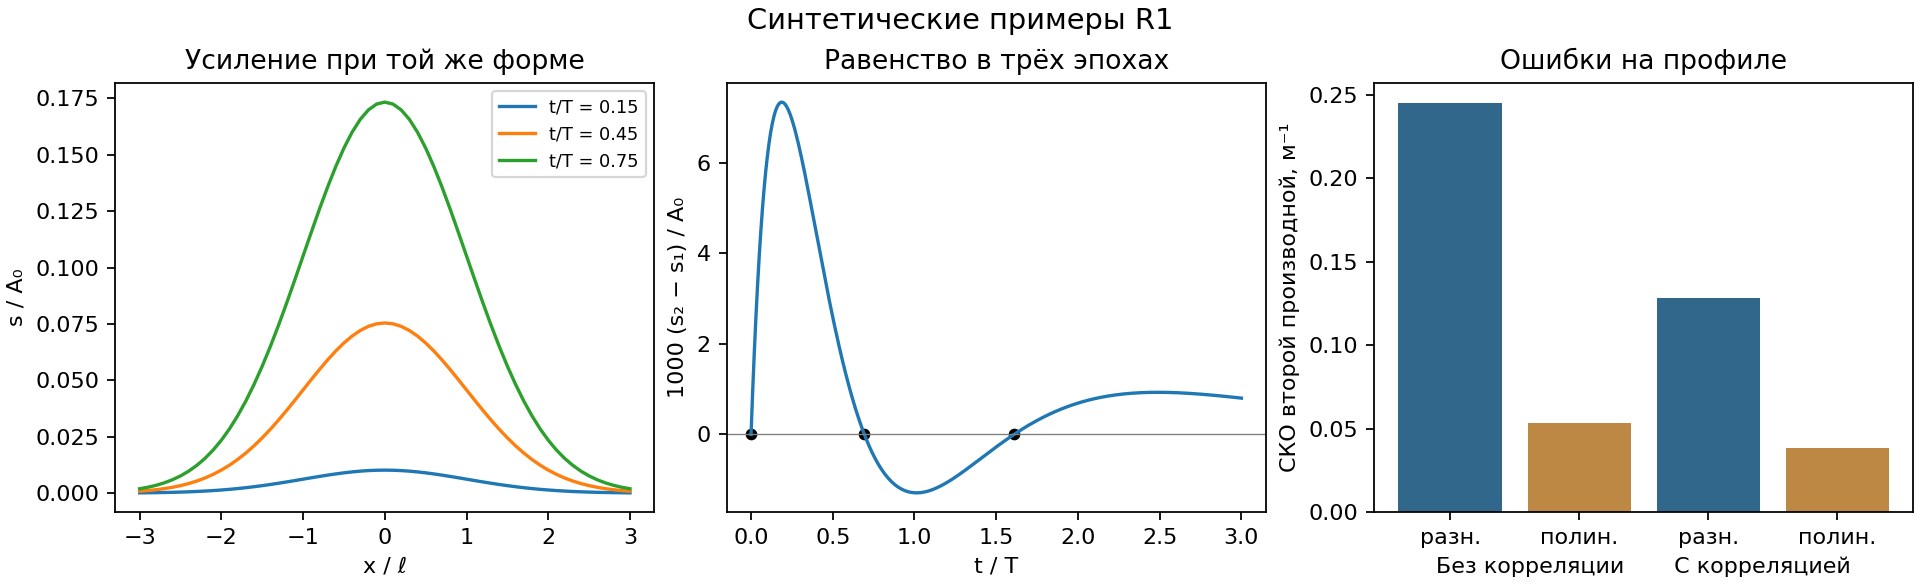 Синтетические примеры R1
Усиление при той же форме
s / A₀
0.175
0.150
0.125
0.100
0.075
0.050
0.025
0.000
t/T = 0.15
t/T = 0.45
t/T = 0.75
−3 −2 −1 0 1 2 3
x / ℓ
Равенство в трёх эпохах
1000 (s₂ − s₁) / A₀
6
4
2
0
0.0 0.5 1.0 1.5 2.0 2.5 3.0
t / T
Ошибки на профиле
СКО второй производной, м⁻¹
0.25
0.20
0.15
0.10
0.05
0.00
разн. полин. разн. полин.
Без корреляции С корреляцией